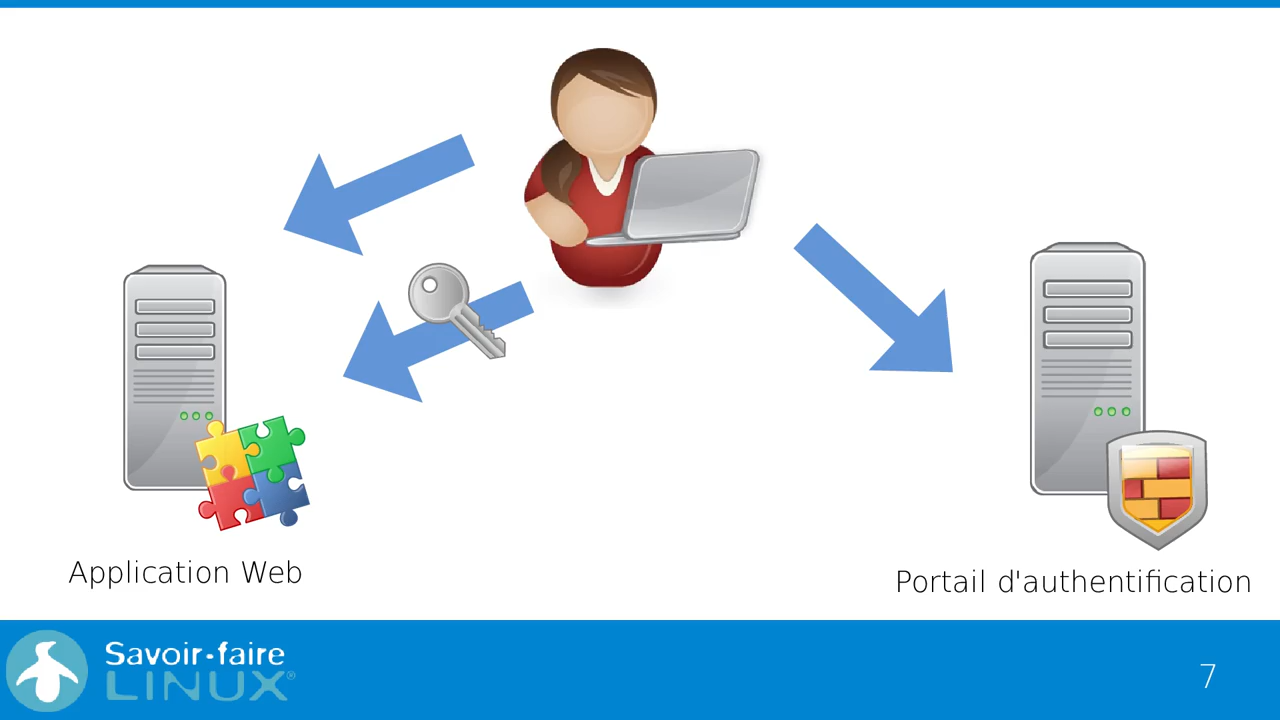 Application Web
Portail d'authentification
Savoir-faire
LINUX®
7